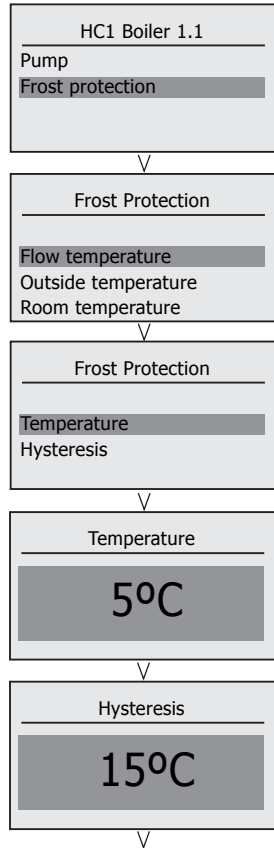 HC1 Boiler 1.1
Pump
Frost protection
Frost Protection
Flow temperature
Outside temperature
Room temperature
Frost Protection
Temperature
Hysteresis
Temperature
5ºC
Hysteresis
15ºC